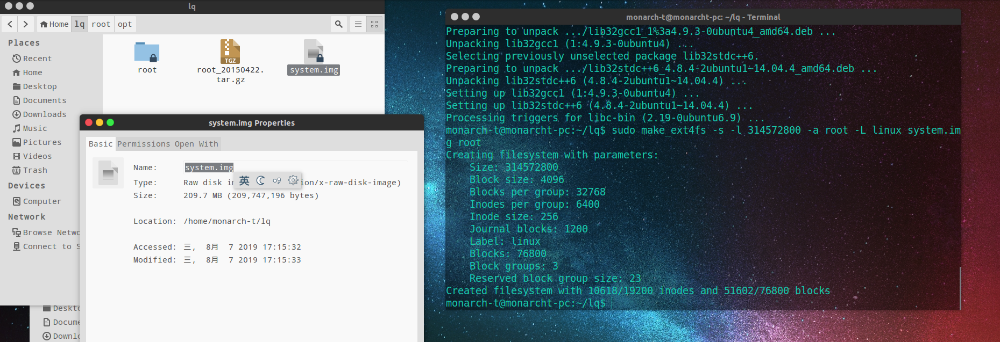 lq
Home lq root opt
Places
Recent
Home
Desktop
Documents
Downloads
Music
Pictures
Videos
Trash
Devices
Computer
Network
Browse Netwo
Connect to S
root
TGZ
root_20150422.
tar.gz
system.img
Deskto
Docume
Downlo
system.img Properties
Basic Permissions Open With
Name: system.img
英
Type: Raw disk im ion/x-raw-disk-image)
Size: 209.7 MB (209,747,196 bytes)
Location: /home/monarch-t/lq
Accessed: 三, 8月 7 2019 17:15:32
Modified: 三, 8月 7 2019 17:15:33
monarch-t@monarcht-pc: ~/lq - Terminal
Preparing to unpack .../lib32gcc1_1%3a4.9.3-0ubuntu4_amd64.deb ...
Unpacking lib32gcc1 (1:4.9.3-0ubuntu4) ...
Selecting previously unselected package lib32stdc++6.
Preparing to unpack .../lib32stdc++6_4.8.4-2ubuntu1~14.04.4_amd64.deb ...
Unpacking lib32stdc++6 (4.8.4-2ubuntu1~14.04.4) ...
Setting up lib32gcc1 (1:4.9.3-0ubuntu4) ...
Setting up lib32stdc++6 (4.8.4-2ubuntu1~14.04.4) ...
Processing triggers for libc-bin (2.19-0ubuntu6.9) ...
monarch-t@monarcht-pc:~/lq$ sudo make_ext4fs -s -l 314572800 -a root -L linux system.im
g root
Creating filesystem with parameters:
Size: 314572800
Block size: 4096
Blocks per group: 32768
Inodes per group: 6400
Inode size: 256
Journal blocks: 1200
Label: linux
Blocks: 76800
Block groups: 3
Reserved block group size: 23
Created filesystem with 10618/19200 inodes and 51602/76800 blocks
monarch-t@monarcht-pc:~/lq$